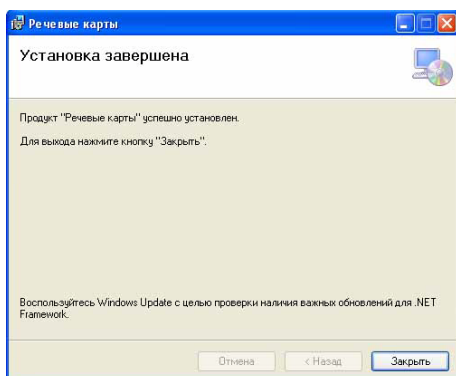 Речевые карты
Установка завершена
Продукт "Речевые карты" успешно установлен.
Для выхода нажмите кнопку "Закрыть".
Воспользуйтесь Windows Update с целью проверки наличия важных обновлений для .NET
Framework.
Отмена
< Назад
Закрыть